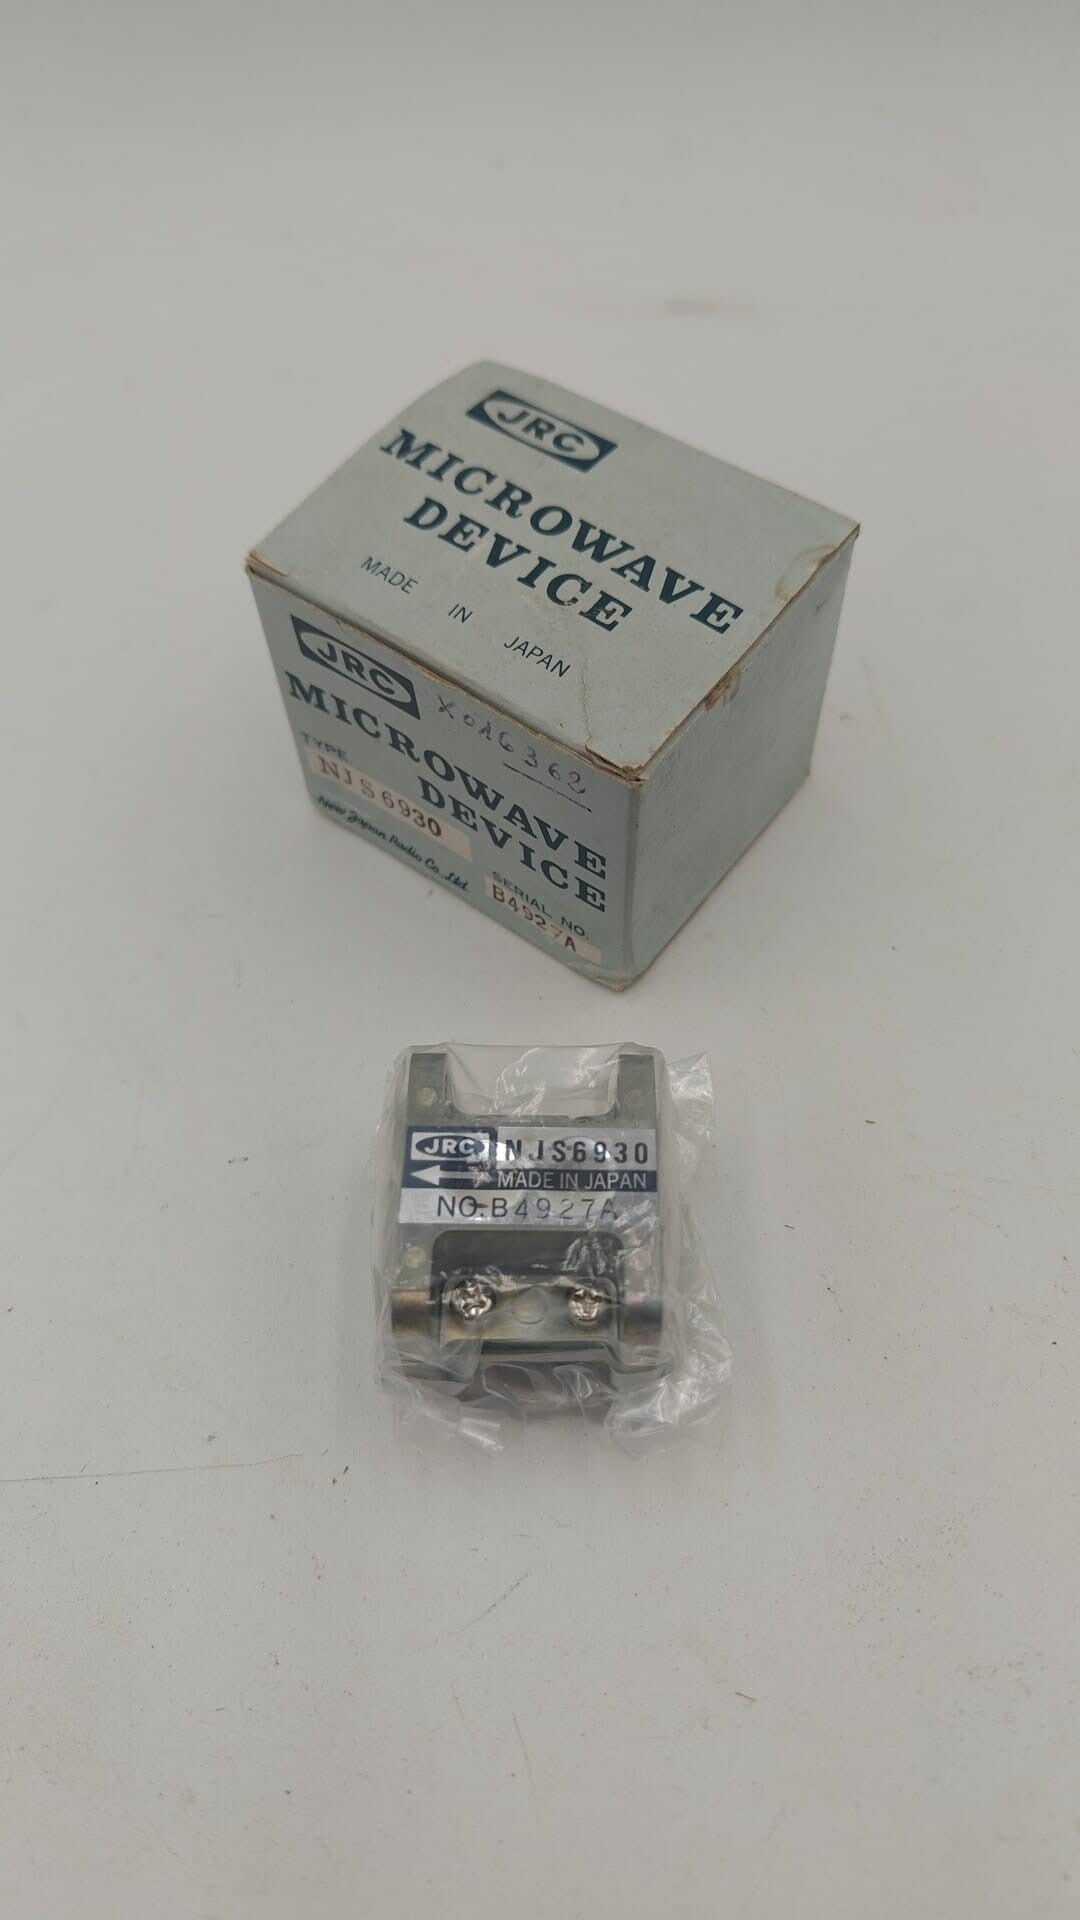 JRC
MICROWAVE
DEVICE
MADE IN JAPAN
JRC
X0A6362
MICROWAVE
DEVICE
TYPE
NJS6930
New Japan Radio Co., Ltd.
SERIAL NO.
B4927A
JRC NJS6930
MADE IN JAPAN
NO. B4927A